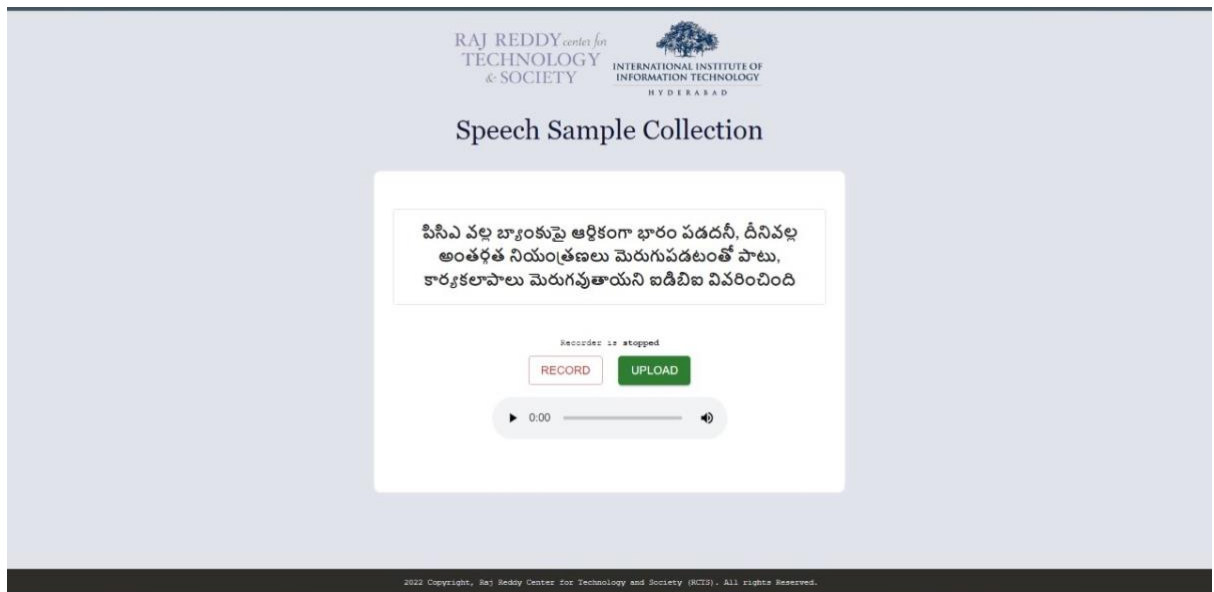 RAJ REDDY center for
TECHNOLOGY
& SOCIETY
INTERNATIONAL INSTITUTE OF
INFORMATION TECHNOLOGY
HYDERABAD
Speech Sample Collection
పిసిఎ వల్ల బ్యాంకుపై ఆర్థికంగా భారం పడదనీ, దీనివల్ల
అంతర్గత నియంత్రణలు మెరుగుపడటంతో పాటు,
కార్యకలాపాలు మెరుగవుతాయని ఐడిబిఐ వివరించింది
Recorder is stopped
RECORD UPLOAD
0:00
2022 Copyright, Raj Reddy Center for Technology and Society (RCTS). All rights Reserved.